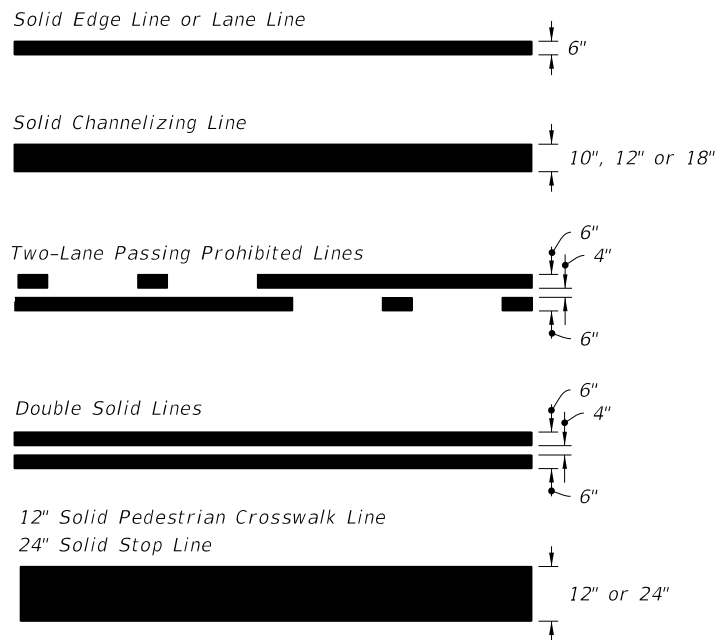 Solid Edge Line or Lane Line
6"
Solid Channelizing Line
10", 12" or 18"
6"
Two-Lane Passing Prohibited Lines
4"
6"
6"
Double Solid Lines
4"
6"
12" Solid Pedestrian Crosswalk Line
24" Solid Stop Line
12" or 24"